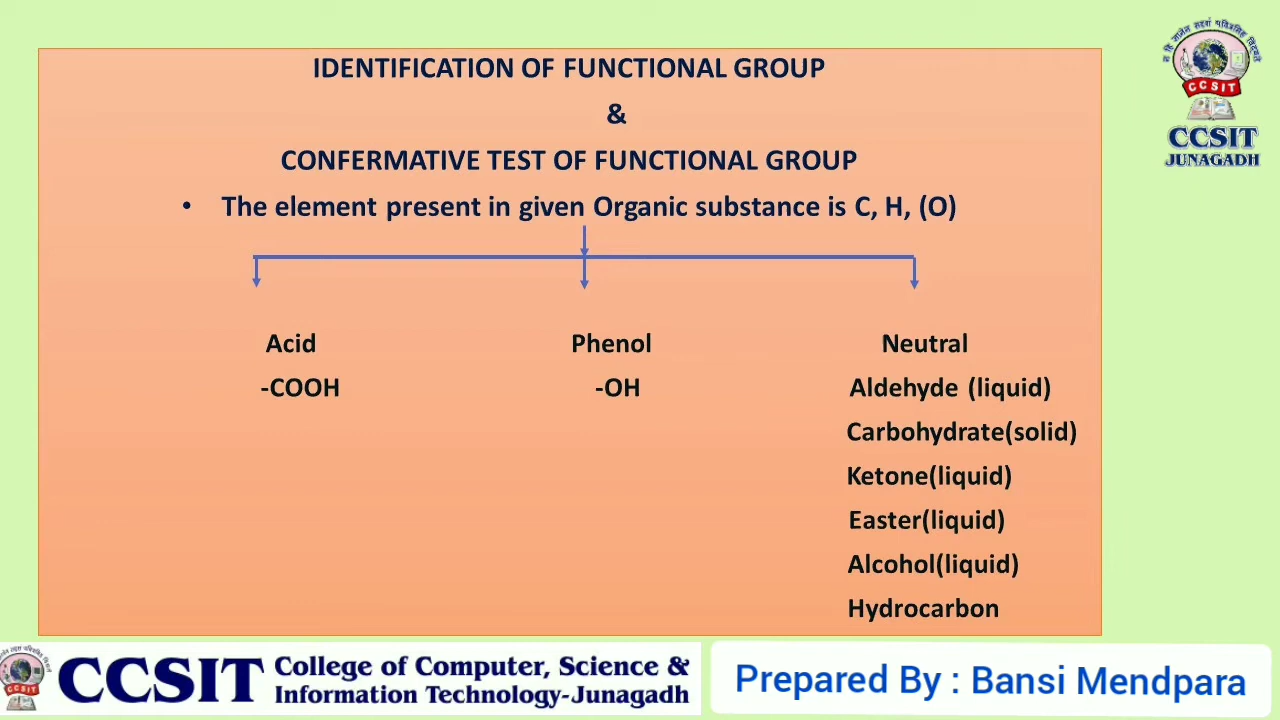 IDENTIFICATION OF FUNCTIONAL GROUP
&
CONFERMATIVE TEST OF FUNCTIONAL GROUP
• The element present in given Organic substance is C, H, (O)
Acid Phenol Neutral
-COOH -OH Aldehyde (liquid)
Carbohydrate(solid)
Ketone(liquid)
Easter(liquid)
Alcohol(liquid)
Hydrocarbon
CCSIT
CCSIT
JUNAGADH
CCSIT
CCSIT
College of Computer, Science &
Information Technology-Junagadh
Prepared By : Bansi Mendpara